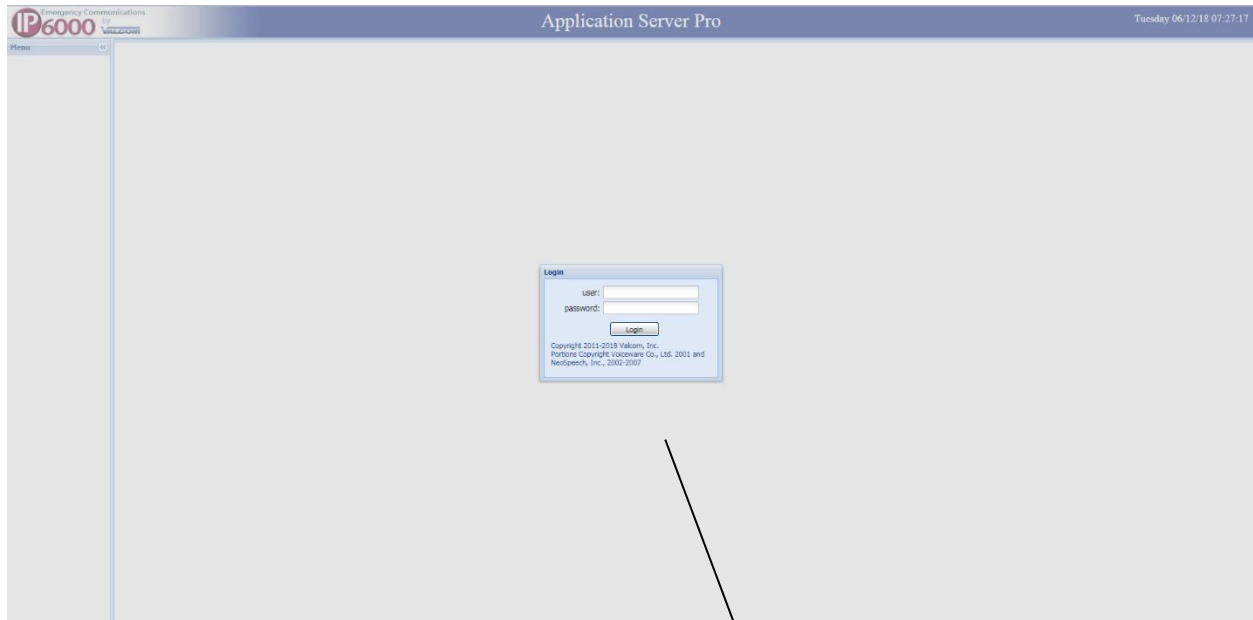 IP6000 Emergency Communications
by
VALCOM
Application Server Pro
Tuesday 06/12/18 07:27:17
Menu
Login
user:
password:
Login
Copyright 2011-2018 Valcom, Inc.
Portions Copyright Voiceware Co., Ltd. 2001 and
NeoSpeech, Inc., 2002-2007